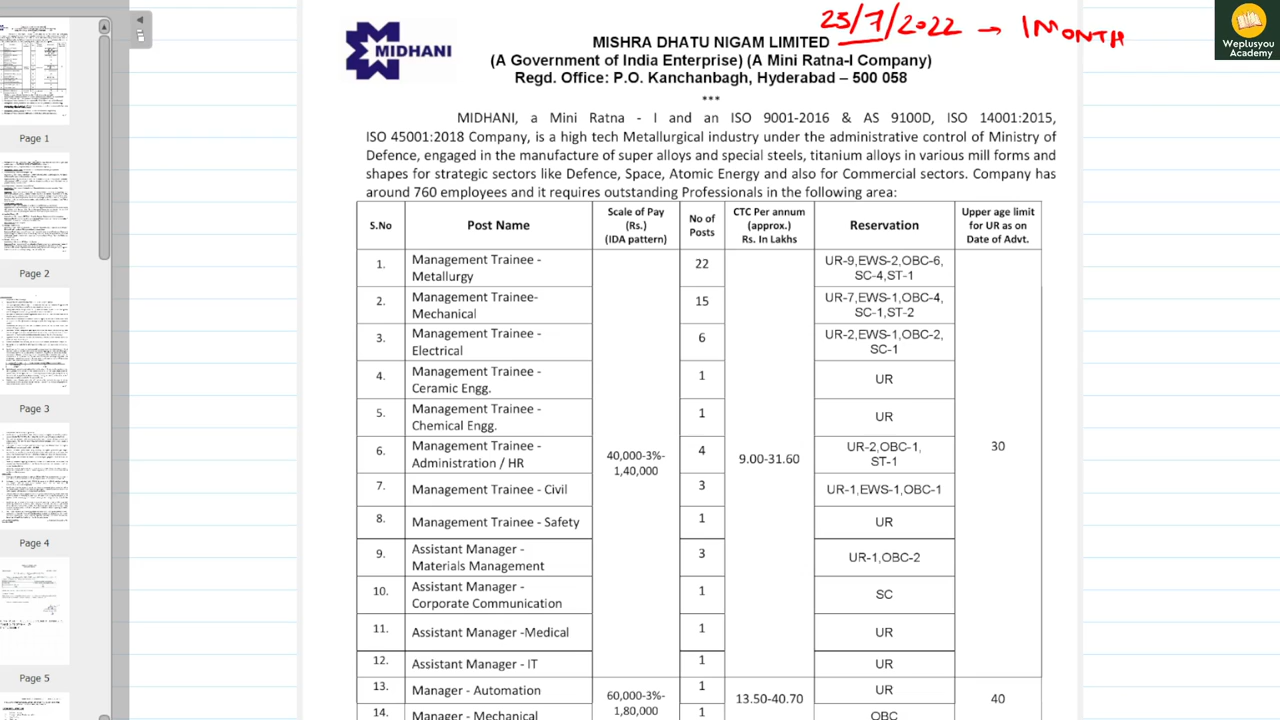 23/7/2022 → 1 MONTH
Weplusyou
Academy
MIDHANI
MISHRA DHATU NIGAM LIMITED
(A Government of India Enterprise) (A Mini Ratna-I Company)
Regd. Office: P.O. Kanchanbagh, Hyderabad – 500 058
***
MIDHANI, a Mini Ratna - I and an ISO 9001-2016 & AS 9100D, ISO 14001:2015,
ISO 45001:2018 Company, is a high tech Metallurgical industry under the administrative control of Ministry of
Defence, engaged in the manufacture of super alloys and special steels, titanium alloys in various mill forms and
shapes for strategic sectors like Defence, Space, Atomic Energy and also for Commercial sectors. Company has
around 760 employees and it requires outstanding Professionals in the following area
S.No Post Name Scale of Pay (Rs.) (IDA pattern) No of Posts CTC Per annum (approx.) Rs. In Lakhs Reservation Upper age limit for UR as on Date of Advt.
1. Management Trainee - Metallurgy 22 UR-9,EWS-2,OBC-6, SC-4,ST-1
2. Management Trainee- Mechanical 15 UR-7,EWS-1,OBC-4, SC-1,ST-2
3. Management Trainee - Electrical 6 UR-2,EWS-1,OBC-2, SC-1
4. Management Trainee - Ceramic Engg. 1 UR
5. Management Trainee - Chemical Engg. 1 UR
6. Management Trainee - Administration / HR 40,000-3%- 1,40,000 4 9.00-31.60 UR-2,OBC-1, ST-1 30
7. Management Trainee - Civil 3 UR-1,EWS-1,OBC-1
8. Management Trainee - Safety 1 UR
9. Assistant Manager - Materials Management 3 UR-1,OBC-2
10. Assistant Manager - Corporate Communication 1 SC
11. Assistant Manager -Medical 1 UR
12. Assistant Manager - IT 1 UR
13. Manager - Automation 60,000-3%- 1,80,000 1 13.50-40.70 UR 40
14. Manager - Mechanical 1 OBC
Page 1
Page 2
Page 3
Page 4
Page 5